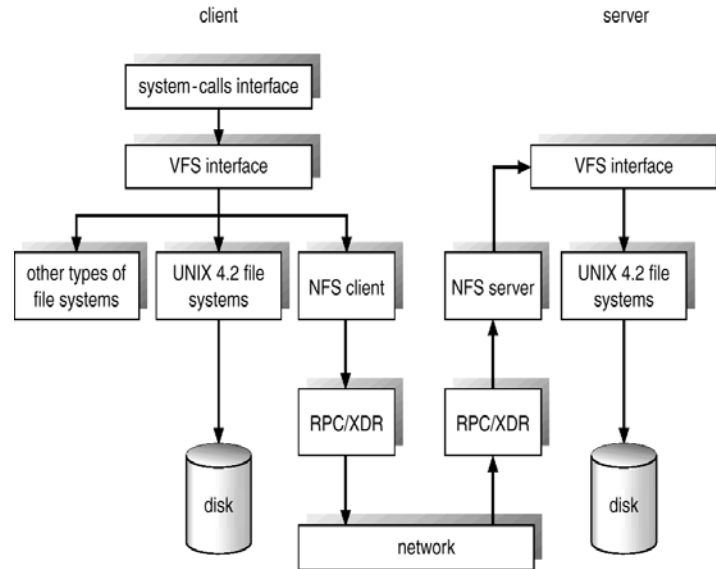 client
server
system-calls interface
VFS interface
VFS interface
other types of
file systems
UNIX 4.2 file
systems
NFS client
NFS server
UNIX 4.2 file
systems
RPC/XDR
RPC/XDR
disk
disk
network